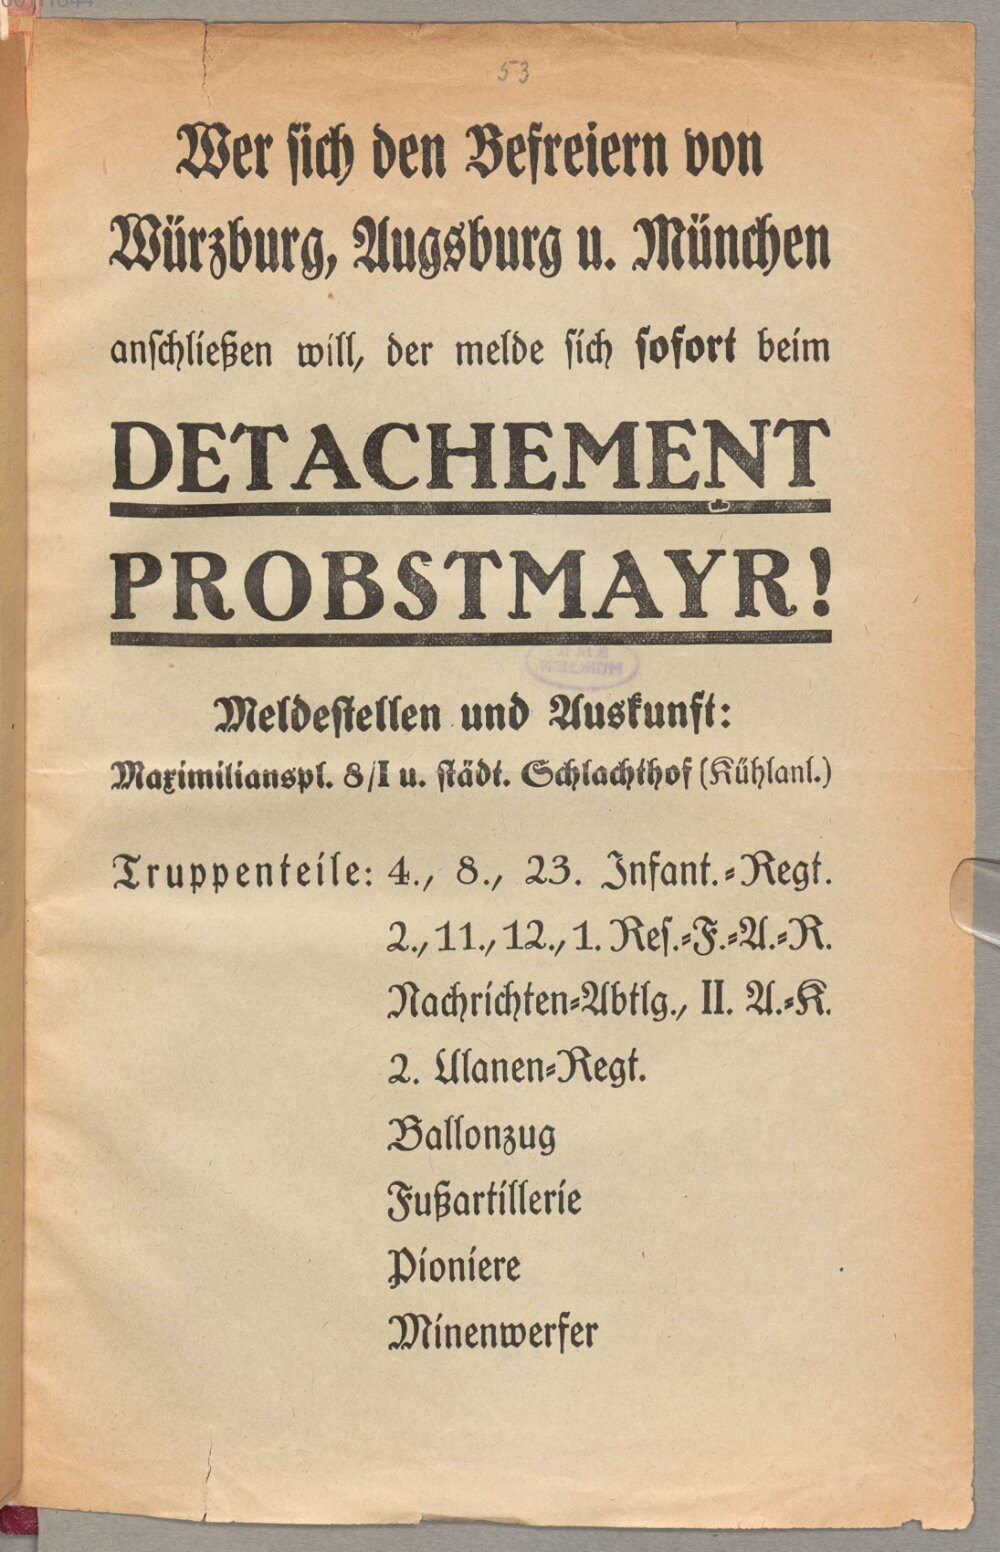 53
Wer sich den Befreiern von
Würzburg, Augsburg u. München
anschließen will, der melde sich sofort beim
DETACHEMENT
PROBSTMAYR!
Meldestellen und Auskunft:
Maximilianspl. 8/I u. städt. Schlachthof (Kühlanl.)
Truppenteile: 4., 8., 23. Infant.-Regt.
2., 11., 12., 1. Res.-F.-A.-R.
Nachrichten-Abtlg., II. A.-K.
2. Ulanen-Regt.
Ballonzug
Fußartillerie
Pioniere
Minenwerfer